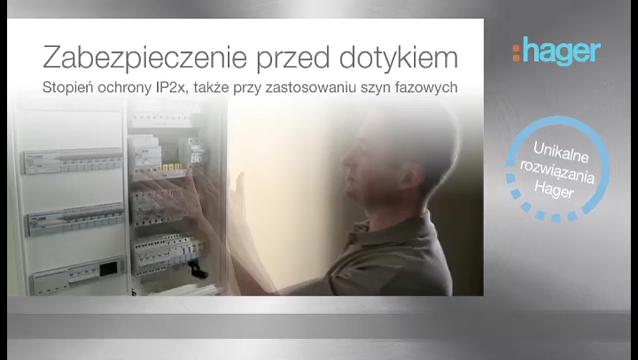 Zabezpieczenie przed dotykiem
Stopień ochrony IP2x, także przy zastosowaniu szyn fazowych
:hager
Unikalne
rozwiązania
Hager